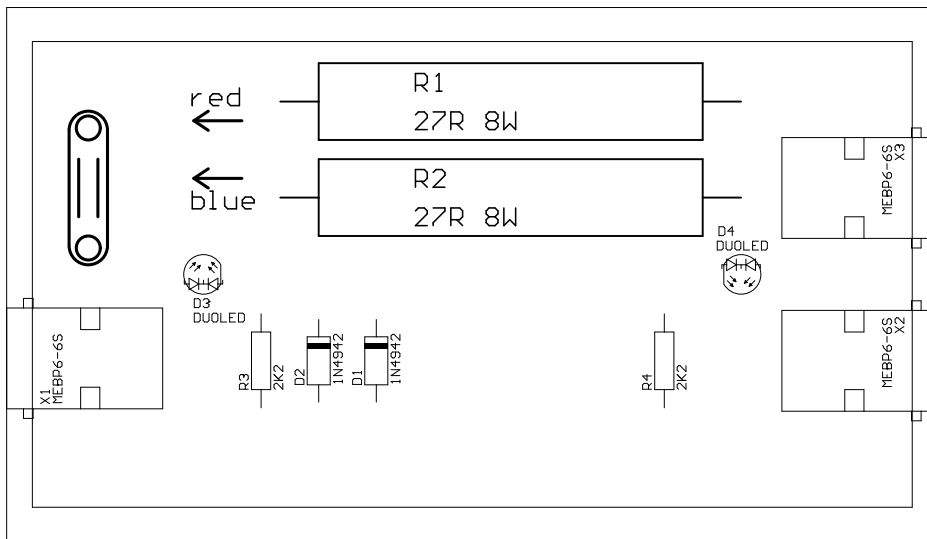 R1
27R 8W
red
R2
27R 8W
blue
X3
MEBP6-6S
D4
DUOLED
D3
DUOLED
X1
MEBP6-6S
R3
2K2
D2
1N4942
D1
1N4942
R4
2K2
X2
MEBP6-6S